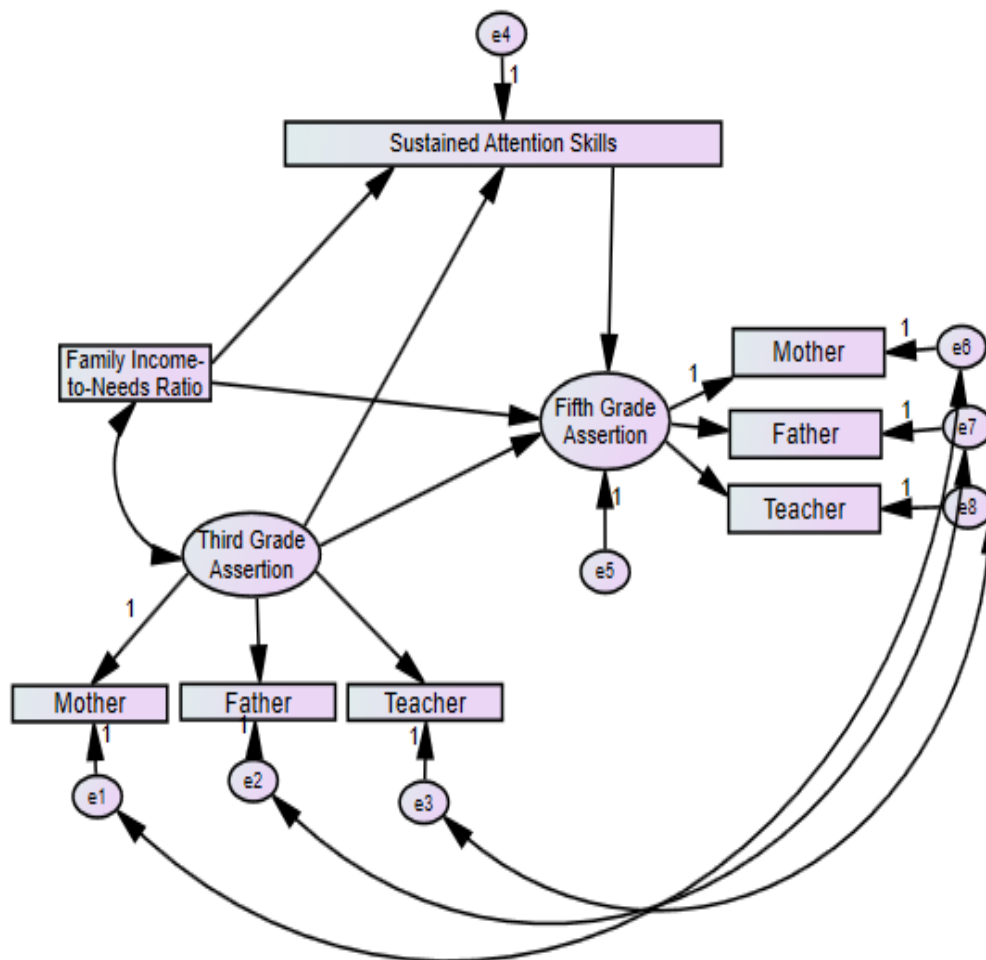 e4
1
Sustained Attention Skills
Family Income-
to-Needs Ratio
Fifth Grade
Assertion
1
Mother
1
e6
Father
1
e7
Teacher
1
e8
1
e5
Third Grade
Assertion
1
Mother
Father
Teacher
1
1
1
e1
e2
e3